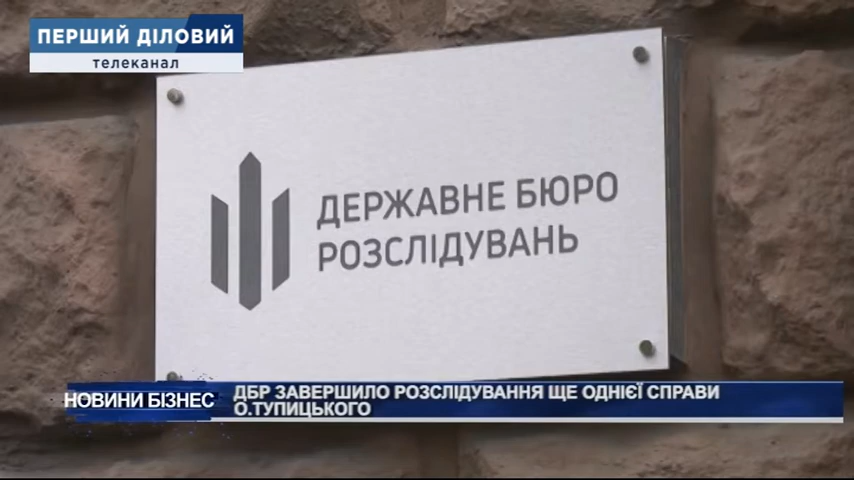 ПЕРШИЙ ДІЛОВИЙ
телеканал
ДЕРЖАВНЕ БЮРО
РОЗСЛІДУВАНЬ
НОВИНИ БІЗНЕС
ДБР ЗАВЕРШИЛО РОЗСЛІДУВАННЯ ЩЕ ОДНІЄЇ СПРАВИ
О.ТУПИЦЬКОГО